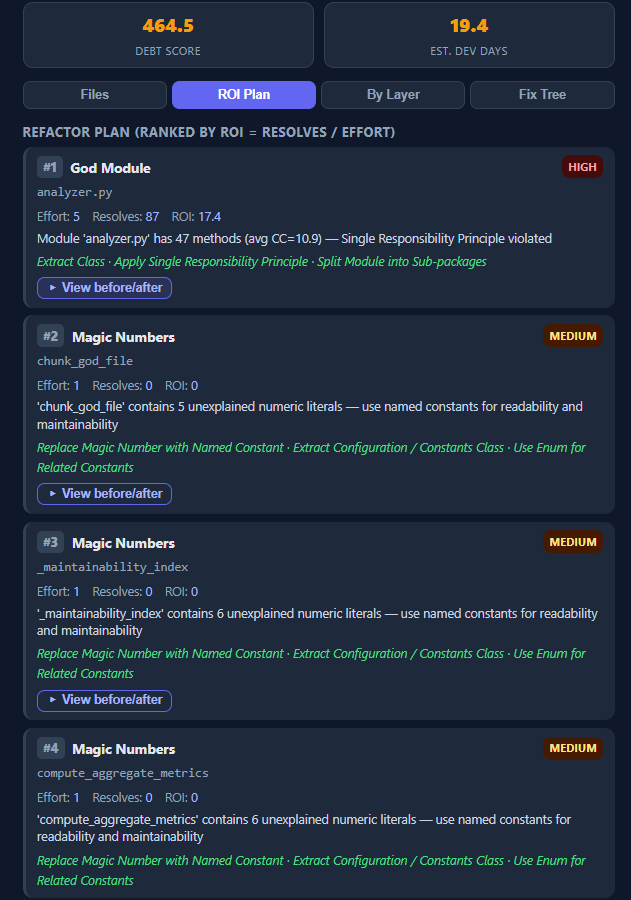 464.5
DEBT SCORE
19.4
EST. DEV DAYS
Files
ROI Plan
By Layer
Fix Tree
REFACTOR PLAN (RANKED BY ROI = RESOLVES / EFFORT)
#1 God Module HIGH
analyzer.py
Effort: 5 Resolves: 87 ROI: 17.4
Module 'analyzer.py' has 47 methods (avg CC=10.9) — Single Responsibility Principle violated
Extract Class · Apply Single Responsibility Principle · Split Module into Sub-packages
▸ View before/after
#2 Magic Numbers MEDIUM
chunk_god_file
Effort: 1 Resolves: 0 ROI: 0
'chunk_god_file' contains 5 unexplained numeric literals — use named constants for readability and
maintainability
Replace Magic Number with Named Constant · Extract Configuration / Constants Class · Use Enum for
Related Constants
▸ View before/after
#3 Magic Numbers MEDIUM
_maintainability_index
Effort: 1 Resolves: 0 ROI: 0
'_maintainability_index' contains 6 unexplained numeric literals — use named constants for readability
and maintainability
Replace Magic Number with Named Constant · Extract Configuration / Constants Class · Use Enum for
Related Constants
▸ View before/after
#4 Magic Numbers MEDIUM
compute_aggregate_metrics
Effort: 1 Resolves: 0 ROI: 0
'compute_aggregate_metrics' contains 6 unexplained numeric literals — use named constants for
readability and maintainability
Replace Magic Number with Named Constant · Extract Configuration / Constants Class · Use Enum for
Related Constants